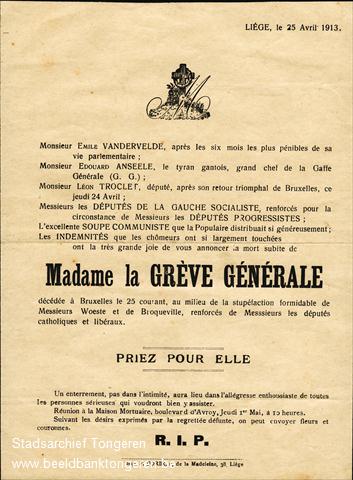 LIÉGE, le 25 Avril 1913.
Monsieur EMILE VANDERVELDE, après les six mois les plus pénibles de sa
vie parlementaire ;
Monsieur EDOUARD ANSEELE, le tyran gantois, grand chef de la Gaffe
Générale (G. G.) ;
Monsieur LÉON TROCLET, député, après son retour triomphal de Bruxelles, ce
jeudi 24 Avril ;
Messieurs les DÉPUTÉS DE LA GAUCHE SOCIALISTE, renforcés pour la
circonstance de Messieurs les DÉPUTÉS PROGRESSISTES ;
L'excellente SOUPE COMMUNISTE que la Populaire distribuait si généreusement ;
Les INDEMNITÉS que les chômeurs ont si largement touchées
ont la très grande joie de vous annoncer la mort subite de
Madame la GRÈVE GÉNÉRALE
décédée à Bruxelles le 25 courant, au milieu de la stupéfaction formidable de
Messieurs Woeste et de Broqueville, renforcés de Messsieurs les députés
catholiques et libéraux.
PRIEZ POUR ELLE
Un enterrement, pas dans l'intimité, aura lieu dans l'allégresse enthousiaste de toutes
les personnes sérieuses qui voudront bien y assister.
Réunion à la Maison Mortuaire, boulevard d'Avroy, Jeudi 1er Mai, à 10 heures.
Suivant les désirs exprimés par la regrettée défunte, on peut envoyer fleurs et
couronnes.
R. I. P.
de la Madeleine, 38, Liége
Stadsarchief Tongeren
www.beeldbanktongeren.be